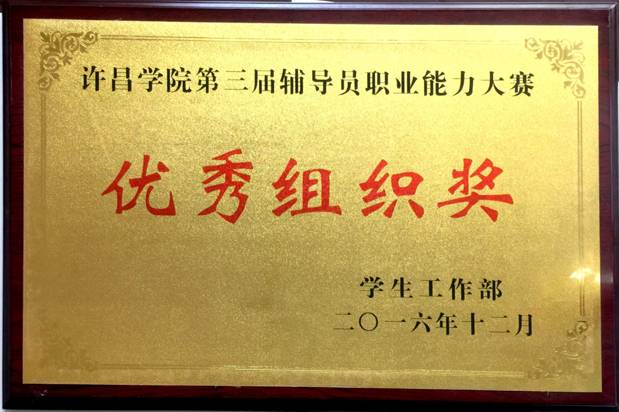 许昌学院第三届辅导员职业能力大赛
优秀组织奖
学生工作部
二〇一六年十二月